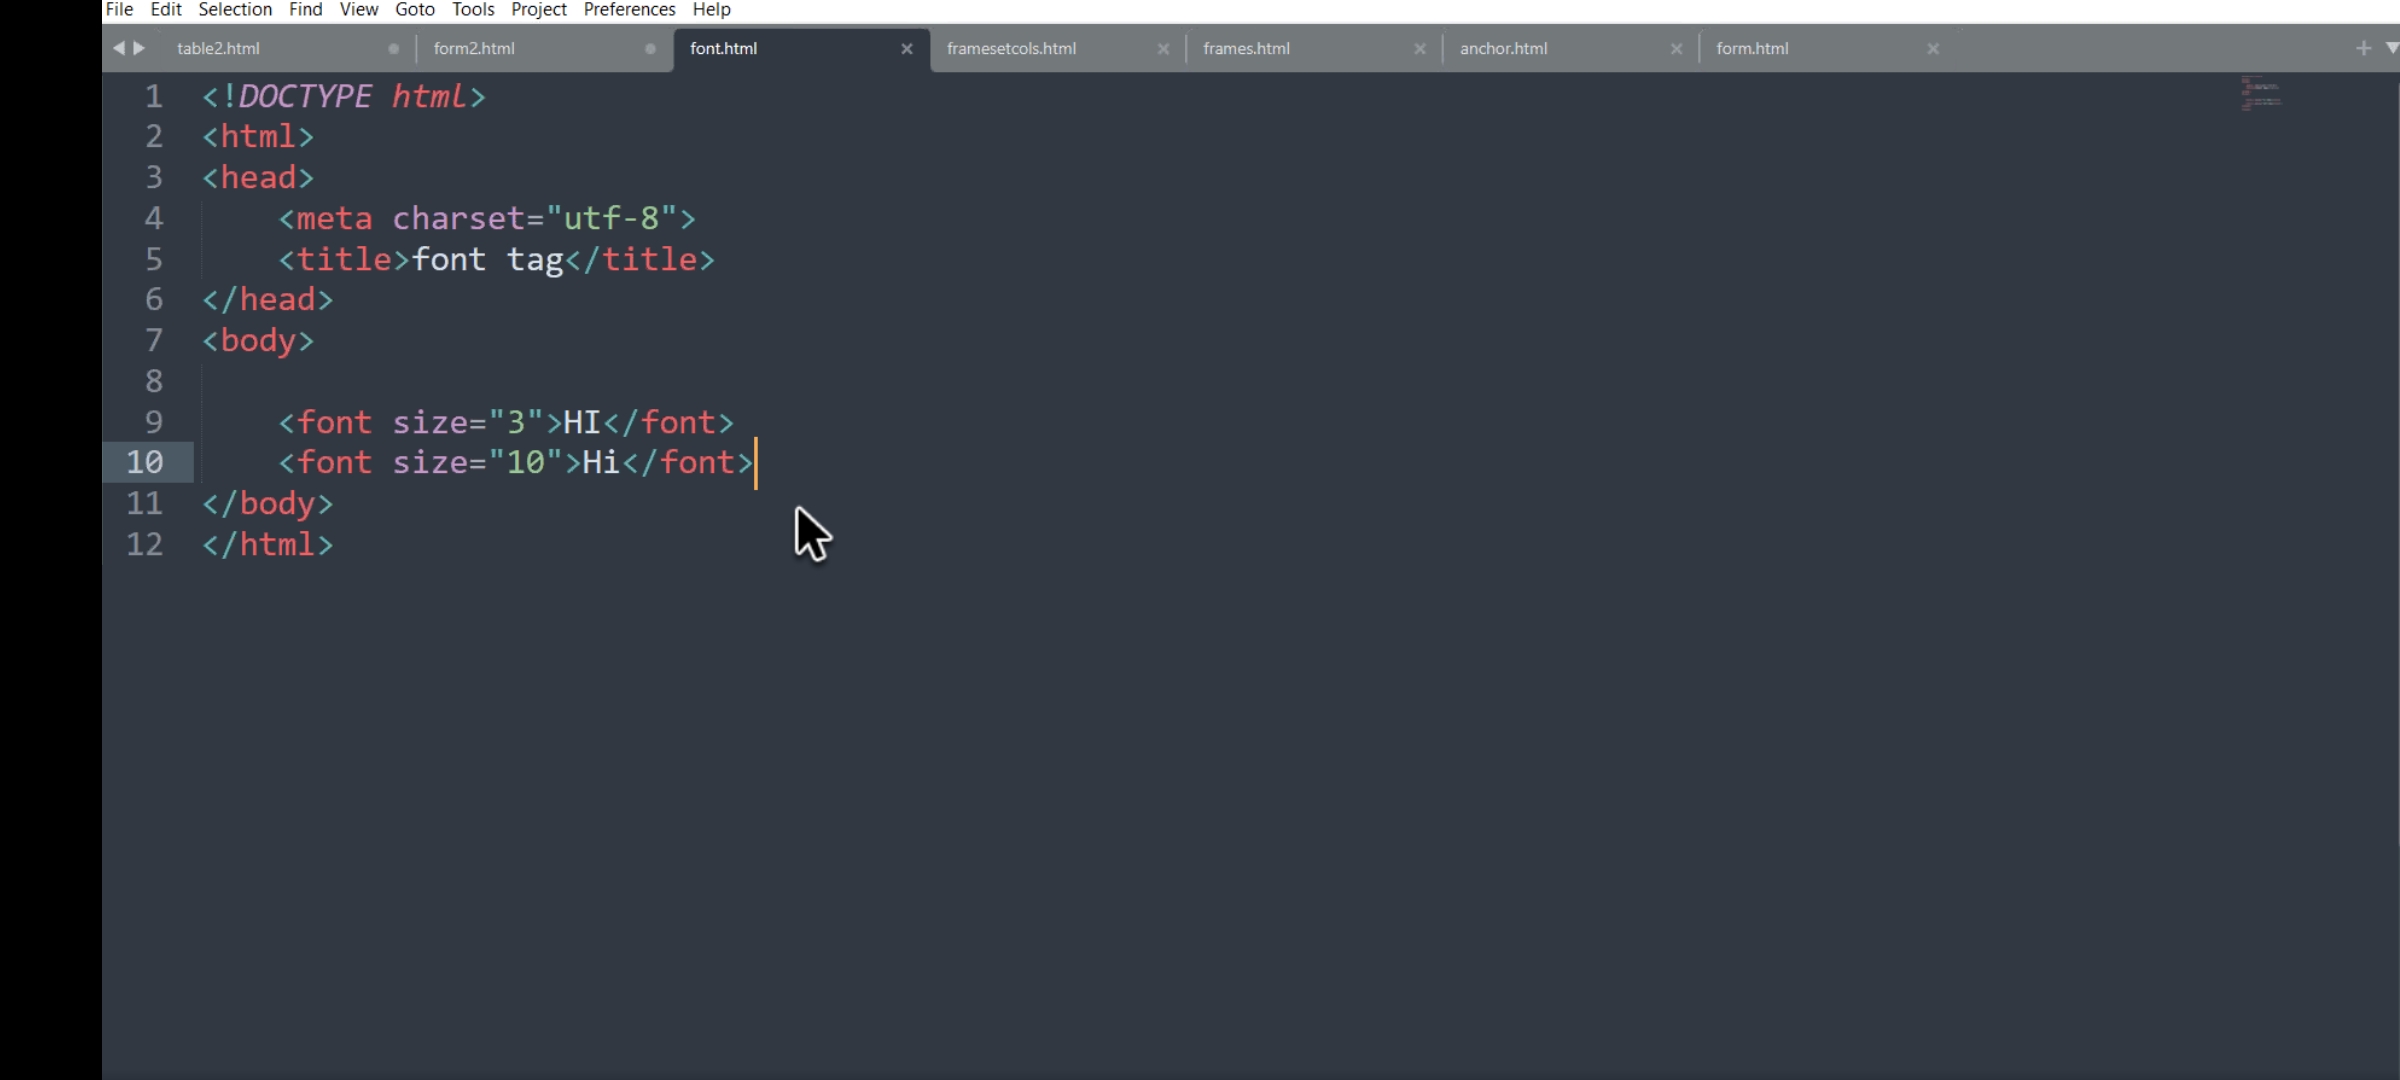 File Edit Selection Find View Goto Tools Project Preferences Help
table2.html form2.html font.html framesetcols.html frames.html anchor.html form.html
1 <!DOCTYPE html>
2 <html>
3 <head>
4 <meta charset="utf-8">
5 <title>font tag</title>
6 </head>
7 <body>
8
9 <font size="3">HI</font>
10 <font size="10">Hi</font>
11 </body>
12 </html>